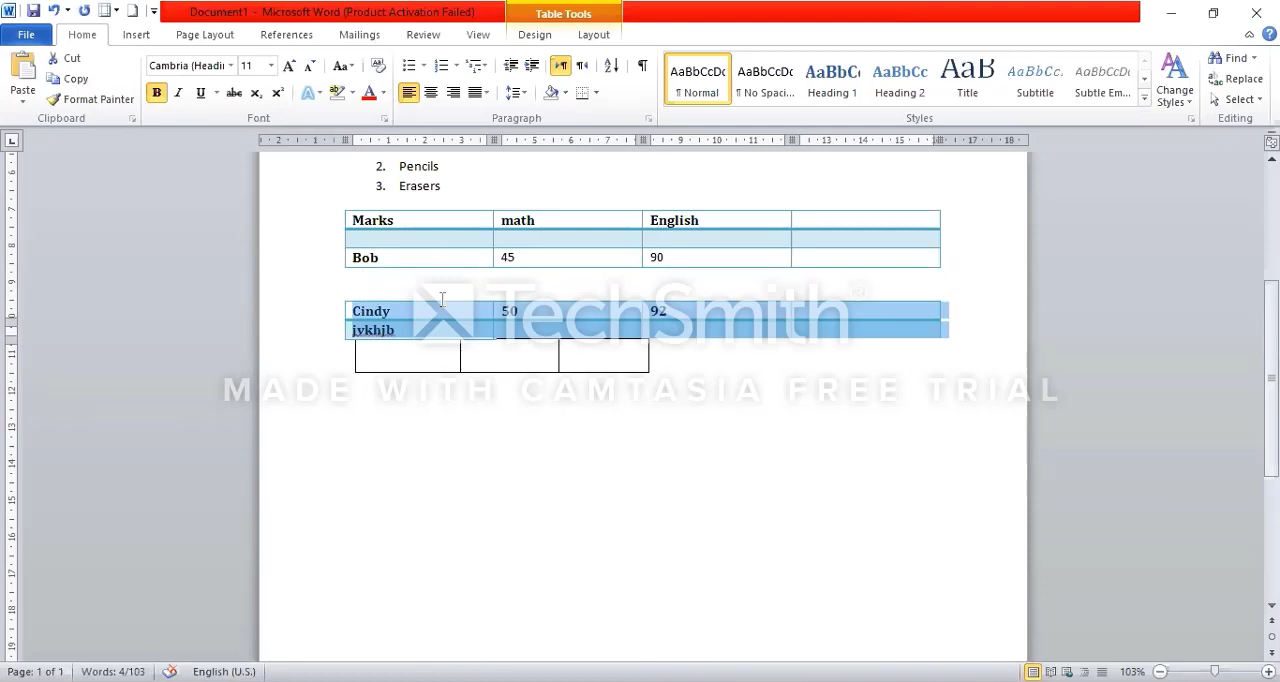 Document1 - Microsoft Word (Product Activation Failed)
Table Tools
File Home Insert Page Layout References Mailings Review View Design Layout
Paste
Cut
Copy
Format Painter
Clipboard
Cambria (Headi 11
Font
Paragraph
AaBbCcDc AaBbCcDc AaBbC AaBbCc AaB AaBbCc. AaBbCcDc
¶ Normal ¶ No Spaci... Heading 1 Heading 2 Title Subtitle Subtle Em...
Styles
Change Styles
Find
Replace
Select
Editing
2. Pencils
3. Erasers
Marks math English
Bob 45 90
Cindy 50 92
jvkhjb
TechSmith®
MADE WITH CAMTASIA FREE TRIAL
Page: 1 of 1 Words: 4/103 English (U.S.) 103%